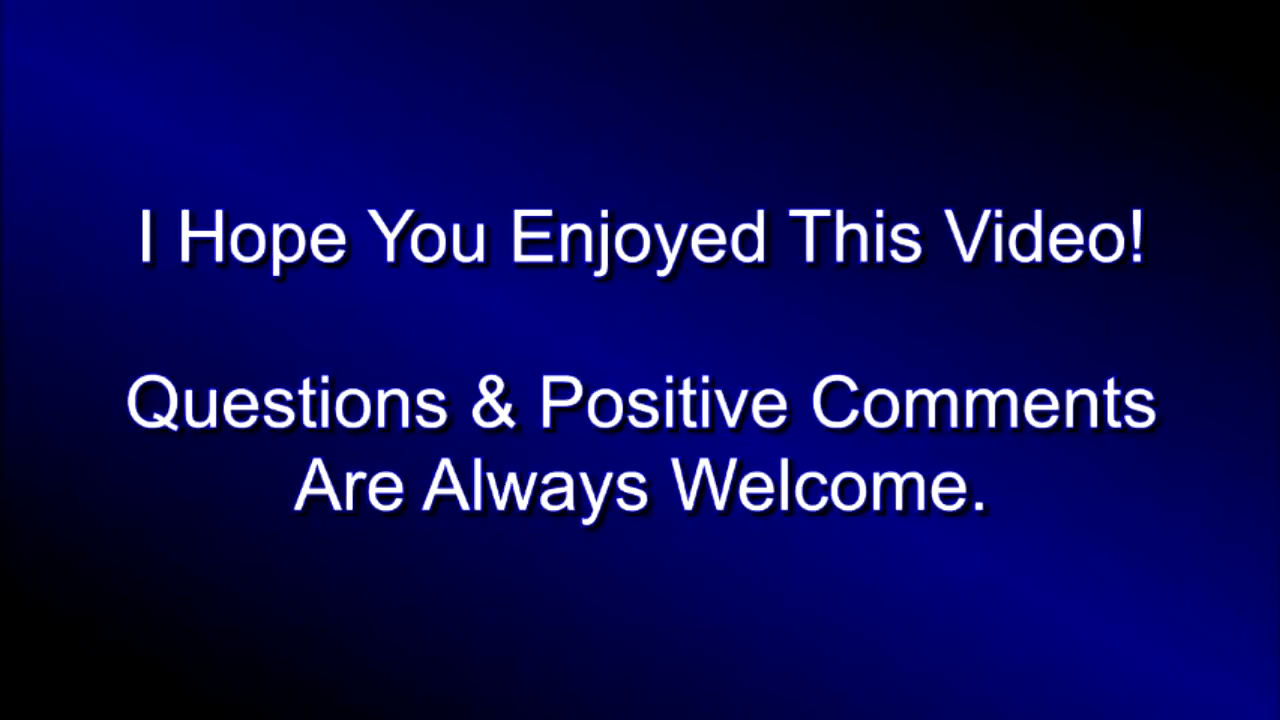 I Hope You Enjoyed This Video!
Questions & Positive Comments
Are Always Welcome.